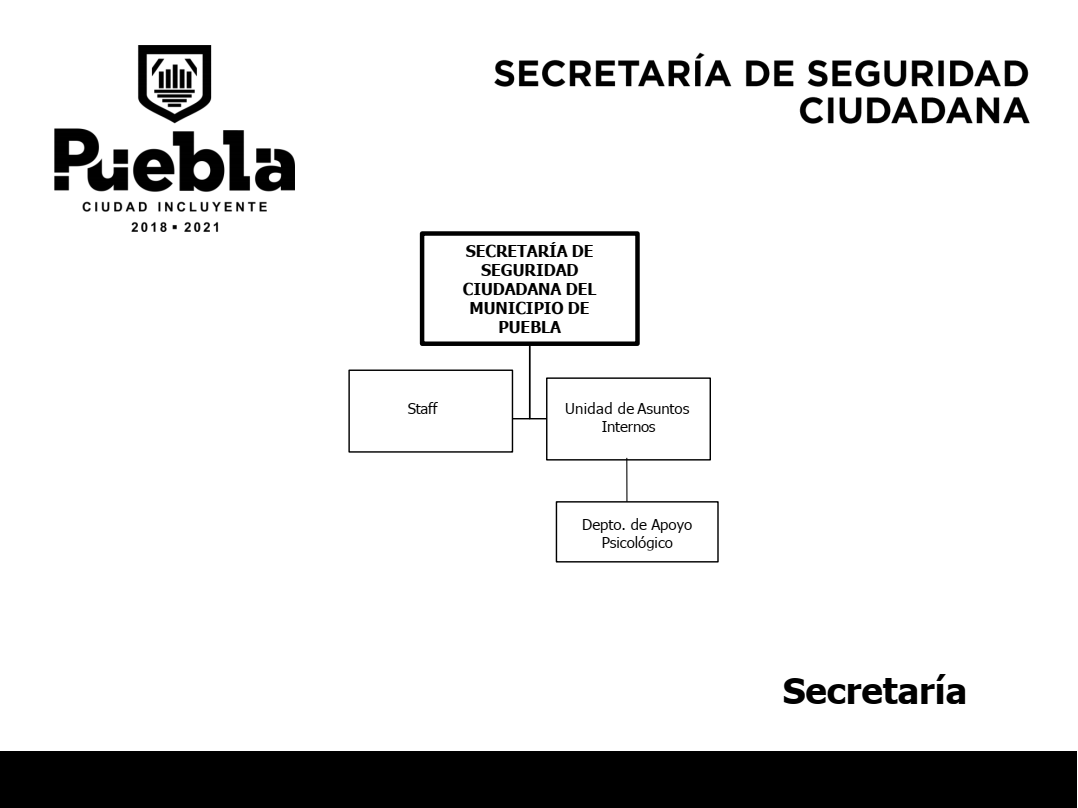 Puebla
CIUDAD INCLUYENTE
2018 ▪ 2021
SECRETARÍA DE SEGURIDAD
CIUDADANA
SECRETARÍA DE
SEGURIDAD
CIUDADANA DEL
MUNICIPIO DE
PUEBLA
Staff
Unidad de Asuntos
Internos
Depto. de Apoyo
Psicológico
Secretaría